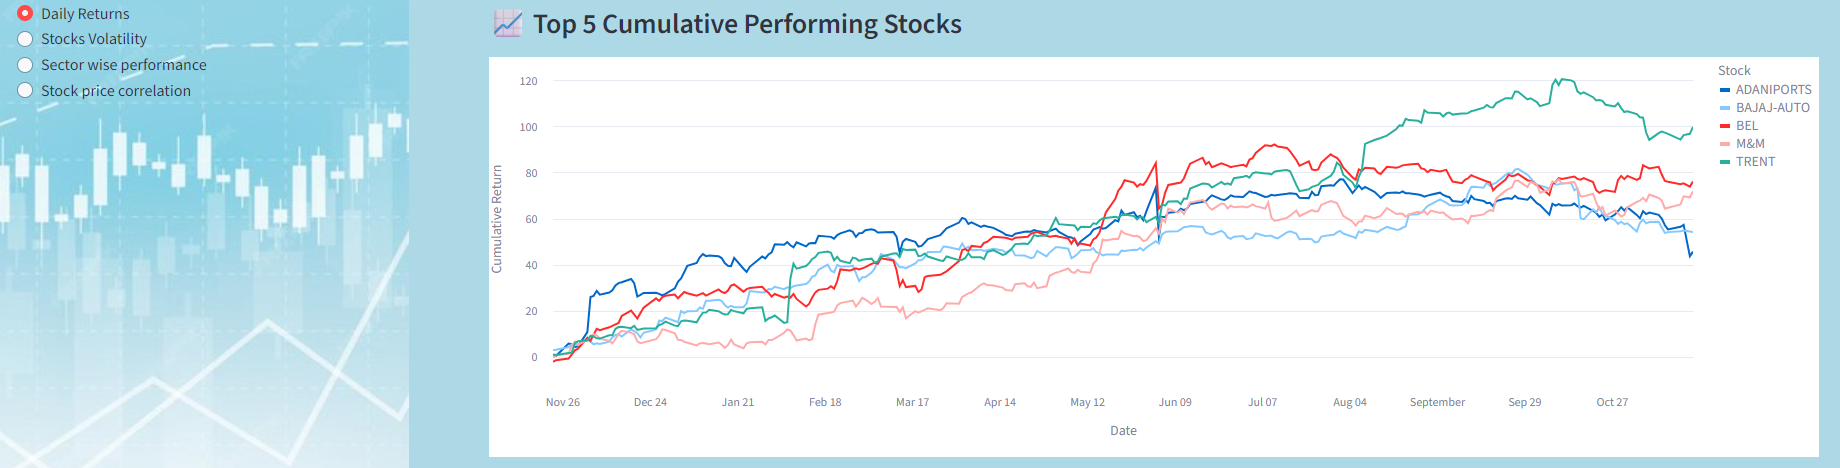 Daily Returns
Stocks Volatility
Sector wise performance
Stock price correlation
Top 5 Cumulative Performing Stocks
Stock
ADANIPORTS
BAJAJ-AUTO
BEL
M&M
TRENT
Cumulative Return
120
100
80
60
40
20
0
Nov 26 Dec 24 Jan 21 Feb 18 Mar 17 Apr 14 May 12 Jun 09 Jul 07 Aug 04 September Sep 29 Oct 27
Date